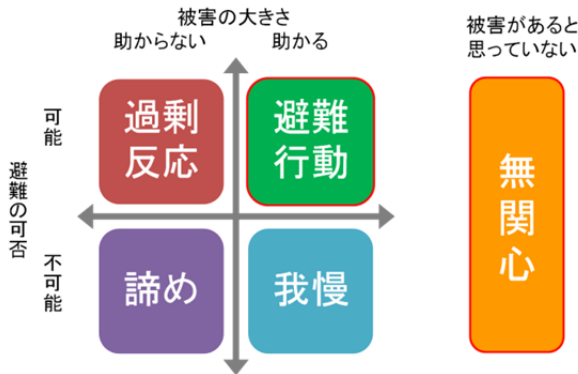 被害の大きさ
助からない 助かる
被害があると
思っていない
避難の可否
可能
不可能
過剰
反応
避難
行動
諦め
我慢
無関心